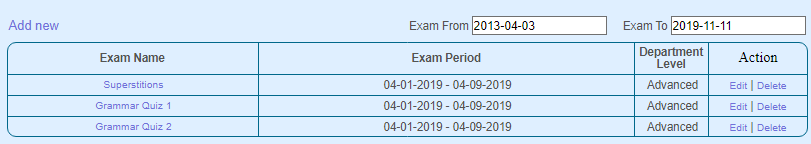 Add new Exam From 2013-04-03 Exam To 2019-11-11
Exam Name Exam Period Department Level Action
Superstitions 04-01-2019 - 04-09-2019 Advanced Edit | Delete
Grammar Quiz 1 04-01-2019 - 04-09-2019 Advanced Edit | Delete
Grammar Quiz 2 04-01-2019 - 04-09-2019 Advanced Edit | Delete